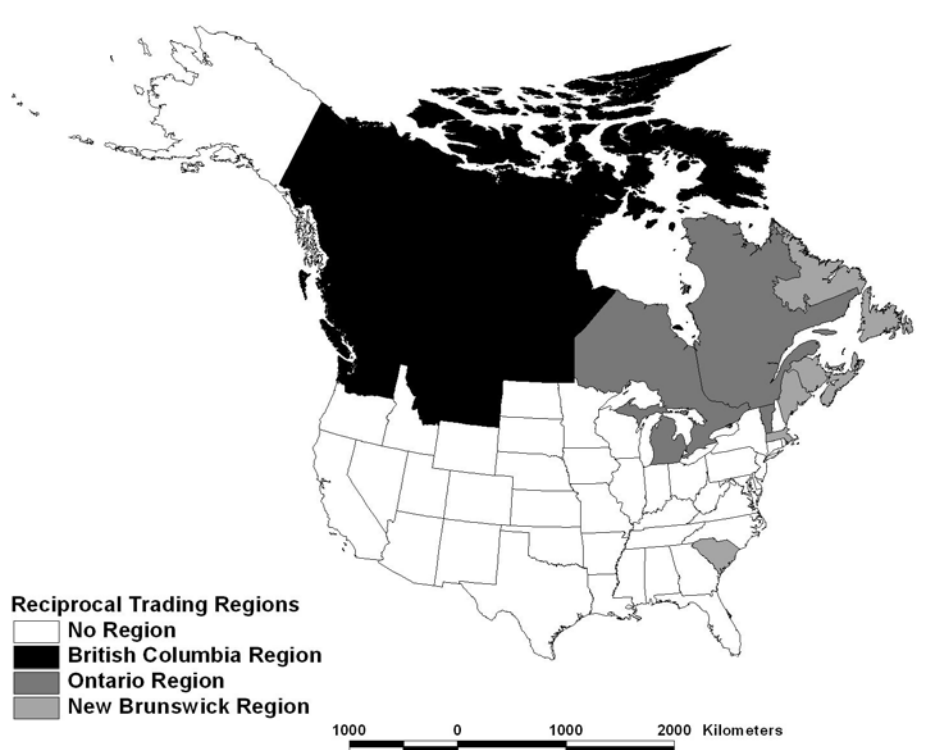 Reciprocal Trading Regions
No Region
British Columbia Region
Ontario Region
New Brunswick Region
1000 0 1000 2000 Kilometers